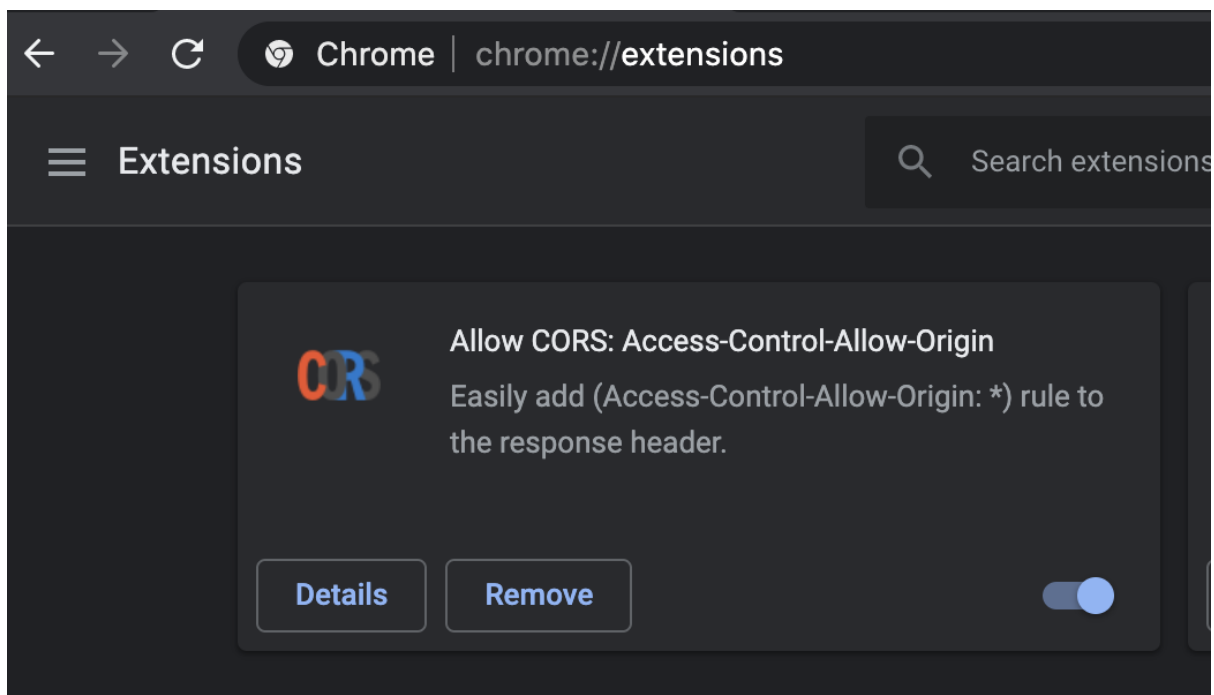 Chrome | chrome://extensions
Extensions
Search extensions
CORS
Allow CORS: Access-Control-Allow-Origin
Easily add (Access-Control-Allow-Origin: *) rule to
the response header.
Details
Remove